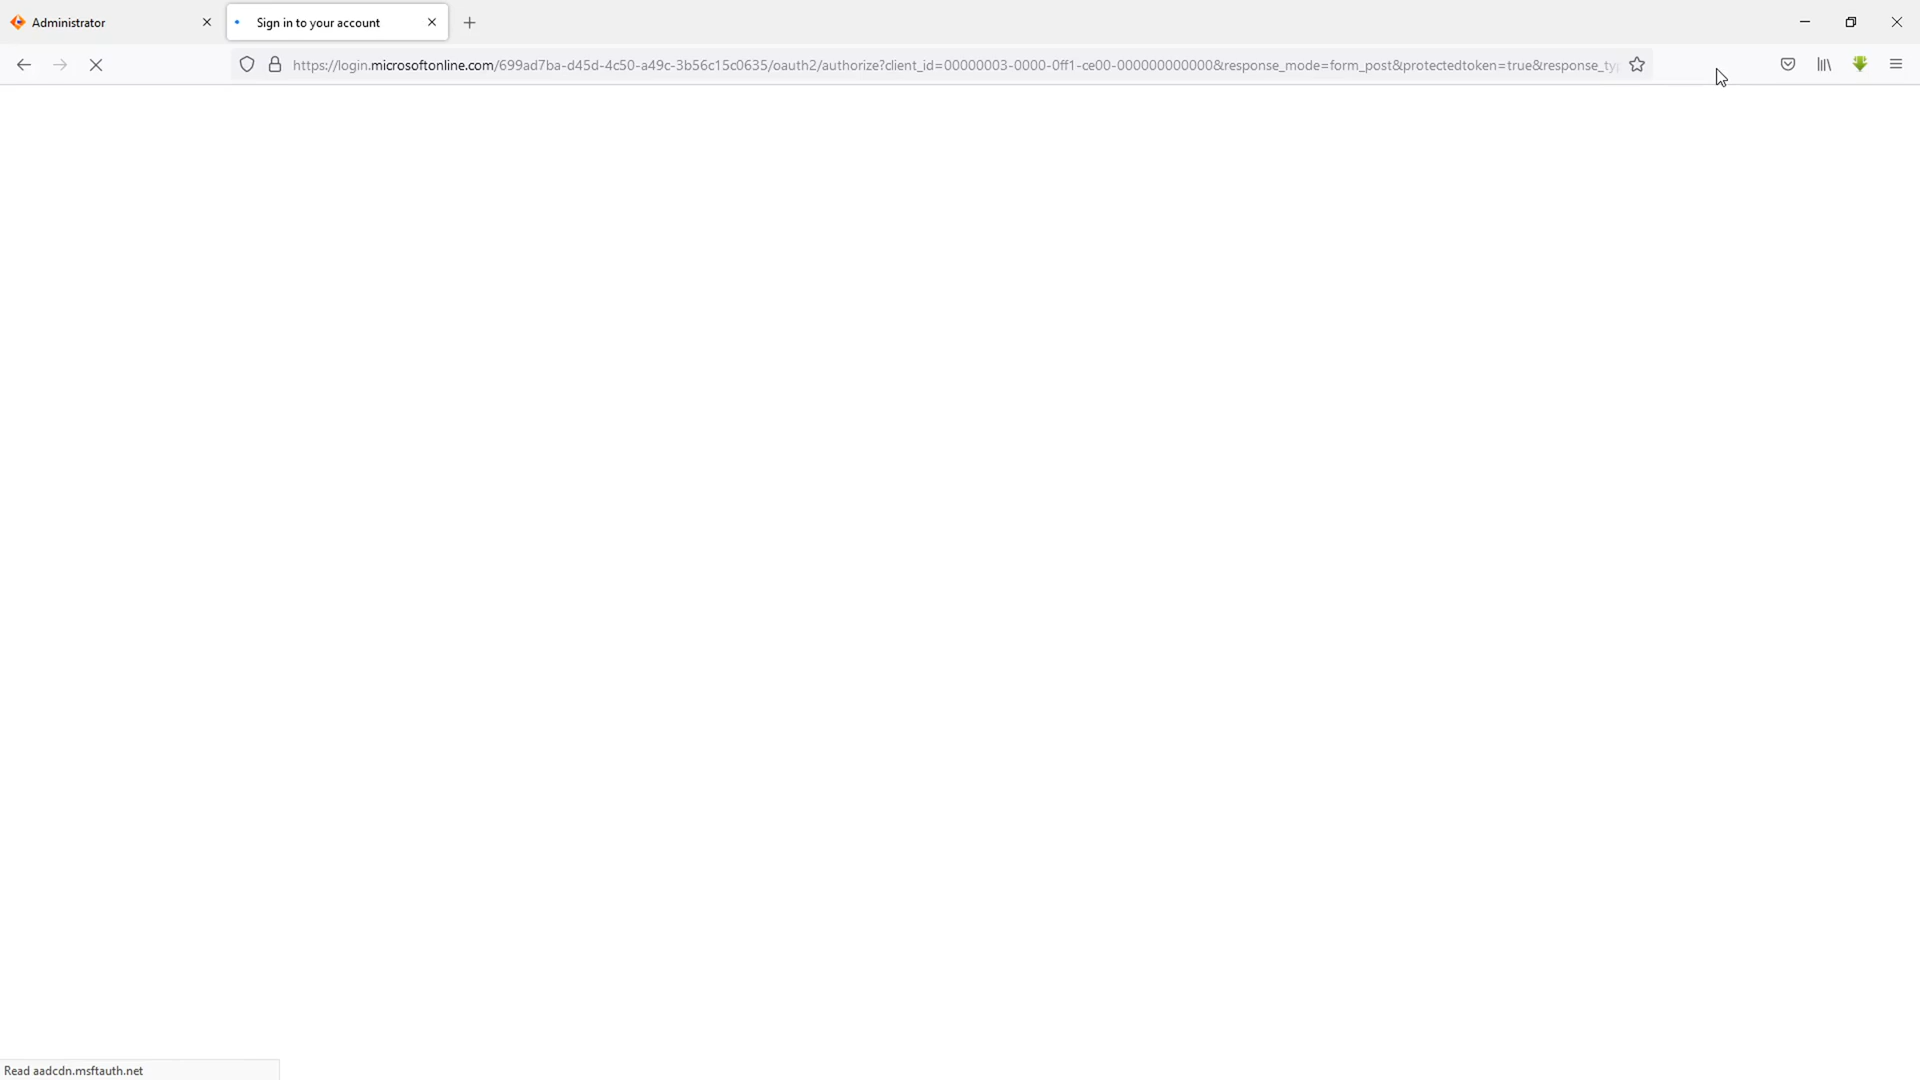 Administrator
Sign in to your account
https://login.microsoftonline.com/699ad7ba-d45d-4c50-a49c-3b56c15c0635/oauth2/authorize?client_id=00000003-0000-0ff1-ce00-000000000000&response_mode=form_post&protectedtoken=true&response_ty
Read aadcdn.msftauth.net